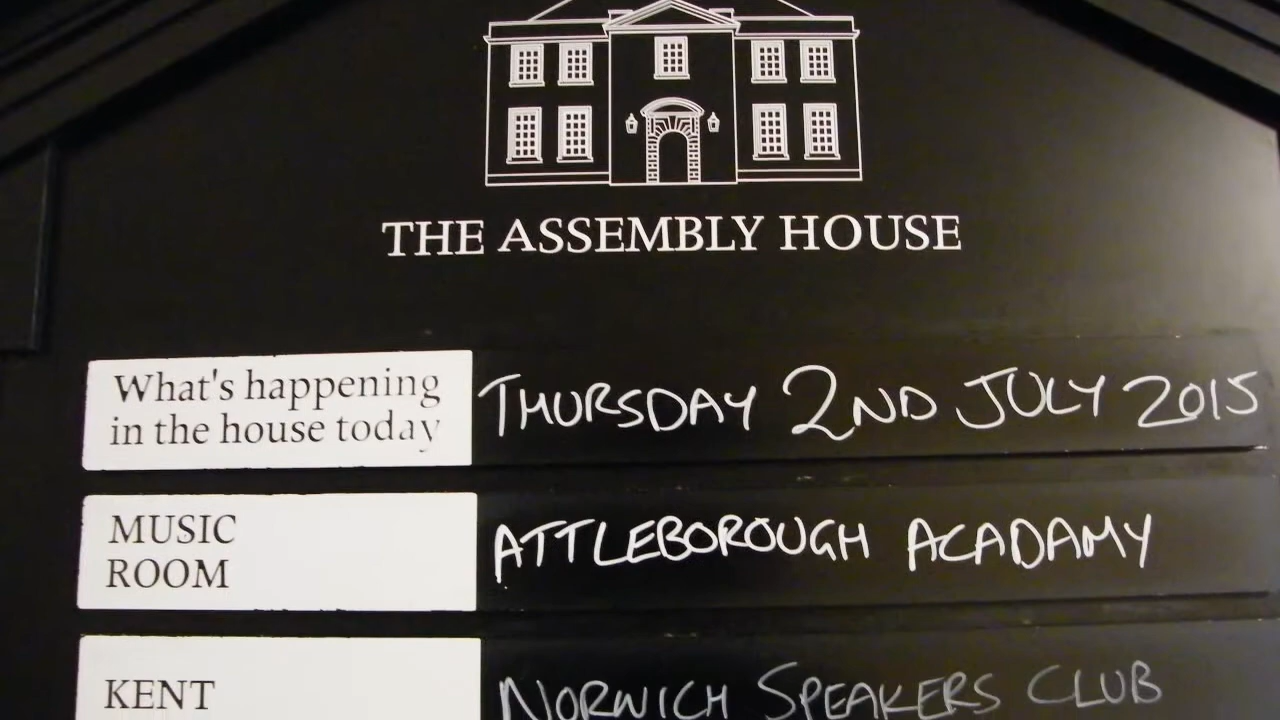 THE ASSEMBLY HOUSE
What's happening
in the house today
THURSDAY 2ND JULY 2015
MUSIC
ROOM
ATTLEBOROUGH ACADAMY
KENT
NORWICH SPEAKERS CLUB